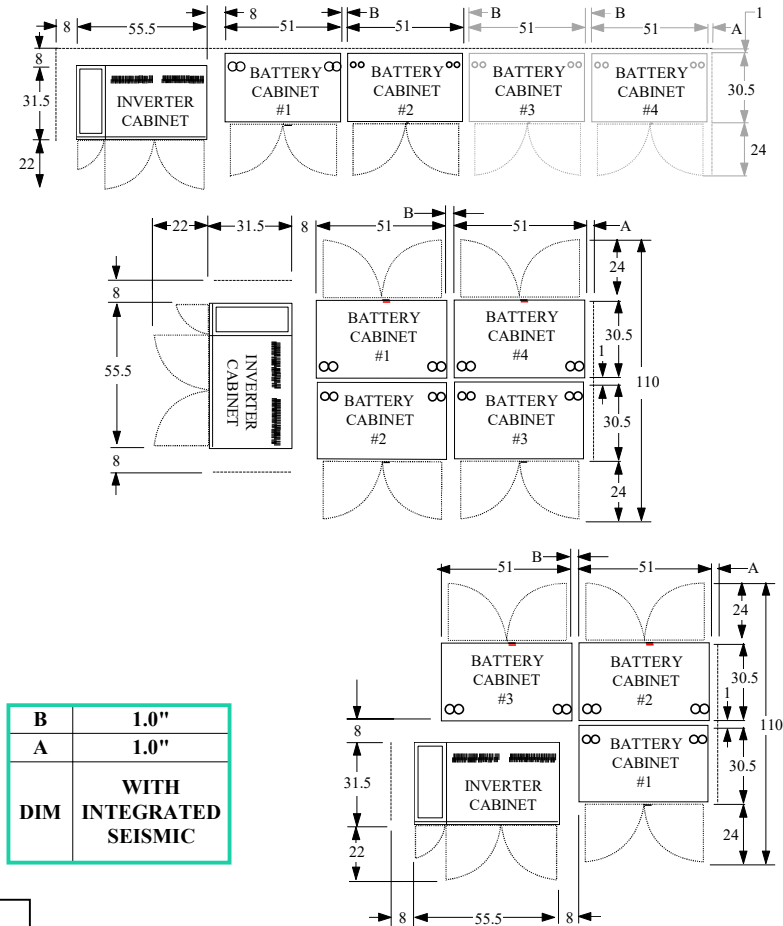 8 55.5 8 51 B 51 B 51 B 51 A 1
8
31.5
22
INVERTER
CABINET
BATTERY
CABINET
#1
BATTERY
CABINET
#2
BATTERY
CABINET
#3
BATTERY
CABINET
#4
30.5
24
22 31.5 8 51 B 51 A
8
55.5
8
INVERTER
CABINET
BATTERY
CABINET
#1
BATTERY
CABINET
#4
BATTERY
CABINET
#2
BATTERY
CABINET
#3
24
30.5
1
110
30.5
24
B 51 51 A
BATTERY
CABINET
#3
BATTERY
CABINET
#2
BATTERY
CABINET
#1
INVERTER
CABINET
24
30.5
1
110
30.5
24
8
31.5
22
8 55.5 8
B 1.0"
A 1.0"
DIM WITH
INTEGRATED
SEISMIC